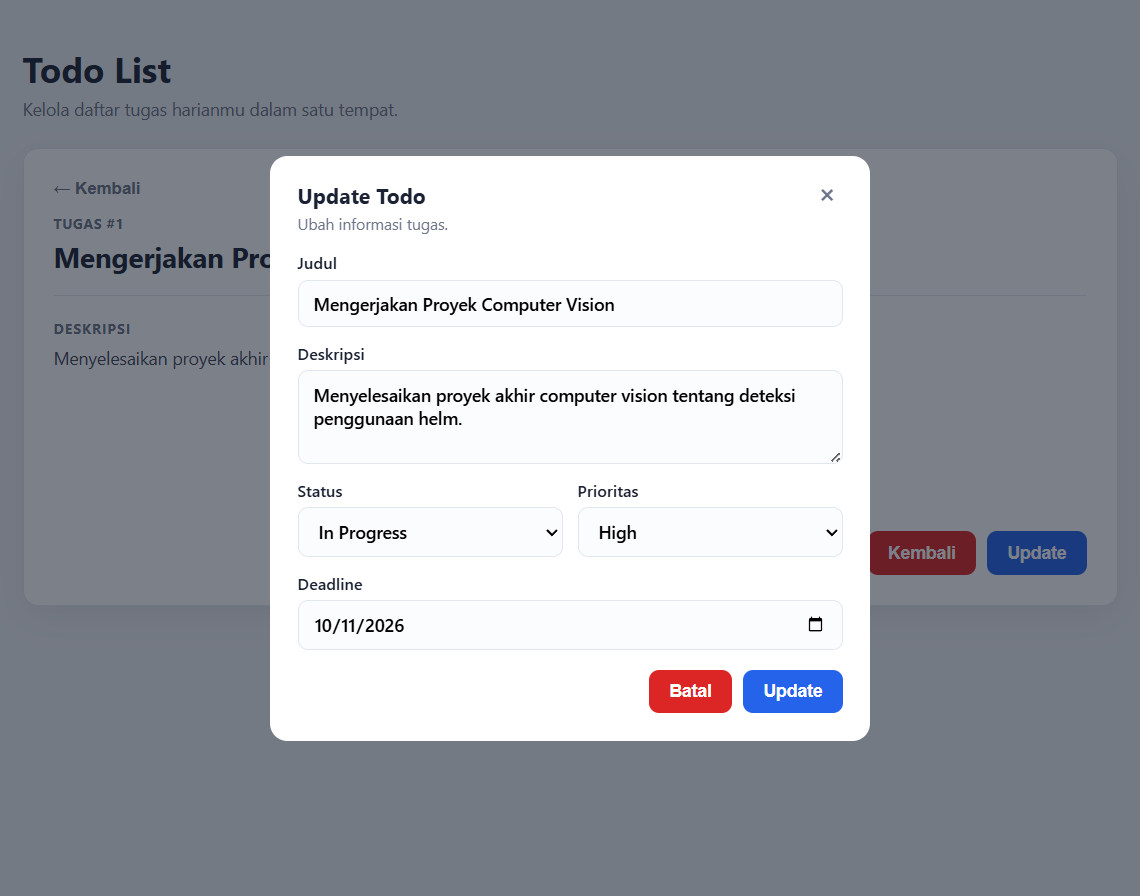 Todo List
Kelola daftar tugas harianmu dalam satu tempat.
← Kembali
TUGAS #1
Mengerjakan Pro
DESKRIPSI
Menyelesaikan proyek akhir
Kembali
Update
Update Todo
×
Ubah informasi tugas.
Judul
Mengerjakan Proyek Computer Vision
Deskripsi
Menyelesaikan proyek akhir computer vision tentang deteksi
penggunaan helm.
Status
Prioritas
In Progress
High
Deadline
10/11/2026
Batal
Update